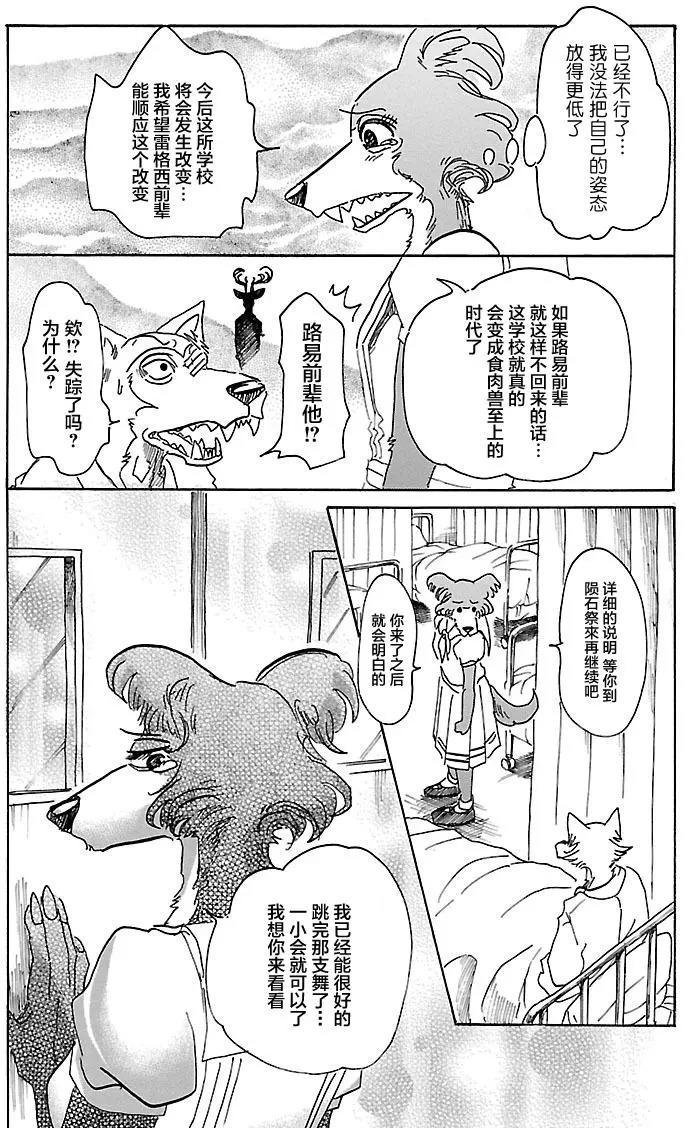 已经不行了…
我没法把自己的姿态
放得更低了
今后这所学校
将会发生改变…
我希望雷格西前辈
能顺应这个改变
如果路易前辈
就这样不回来的话…
这学校就真的
会变成食肉兽至上的
时代了
路易前辈
他!?
欸!? 失踪了吗?
为什么?
详细的说明 等你到
陨石祭來再继续吧
你来了之后
就会明白的
我已经能很好的
跳完那支舞了…
一小会就可以了
我想你来看看